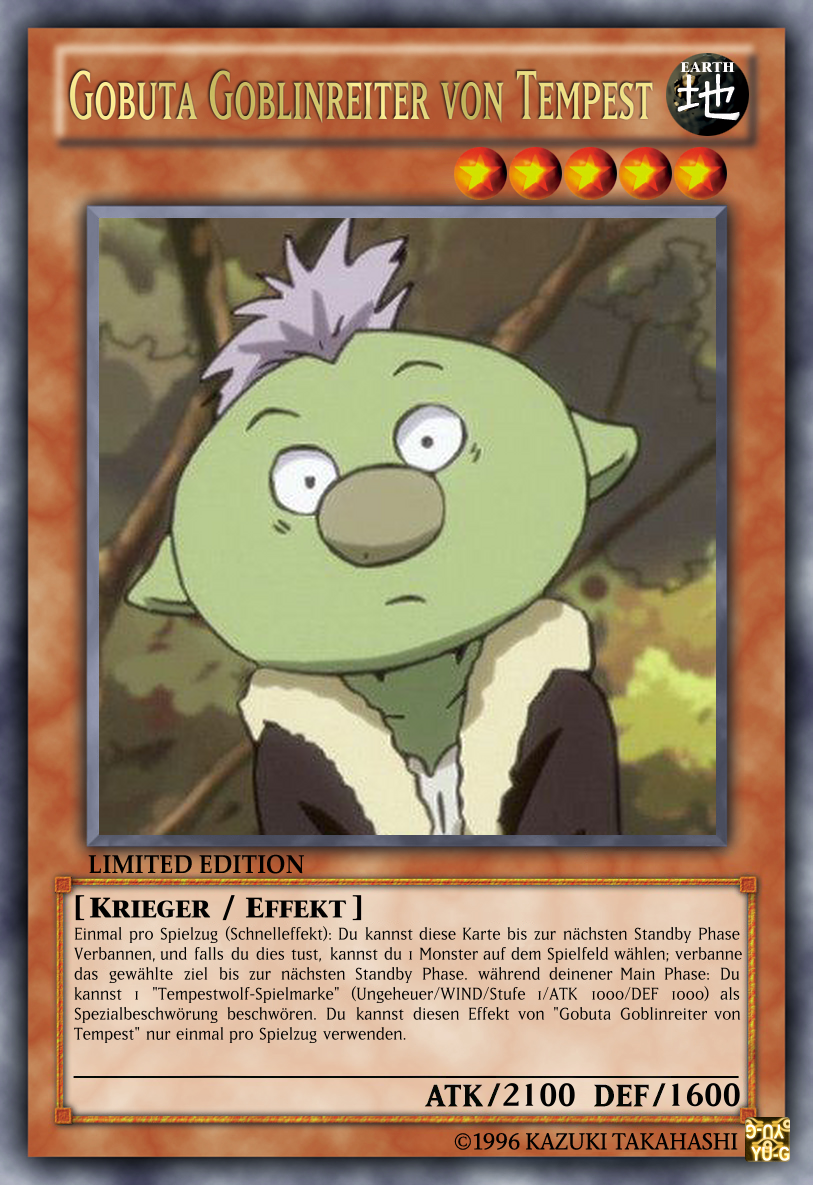 Gobuta Goblinreiter von Tempest
EARTH
地
LIMITED EDITION
[ Krieger / Effekt ]
Einmal pro Spielzug (Schnelleffekt): Du kannst diese Karte bis zur nächsten Standby Phase
Verbannen, und falls du dies tust, kannst du 1 Monster auf dem Spielfeld wählen; verbanne
das gewählte ziel bis zur nächsten Standby Phase. während deinener Main Phase: Du
kannst 1 "Tempestwolf-Spielmarke" (Ungeheuer/WIND/Stufe 1/ATK 1000/DEF 1000) als
Spezialbeschwörung beschwören. Du kannst diesen Effekt von "Gobuta Goblinreiter von
Tempest" nur einmal pro Spielzug verwenden.
ATK/2100 DEF/1600
©1996 KAZUKI TAKAHASHI